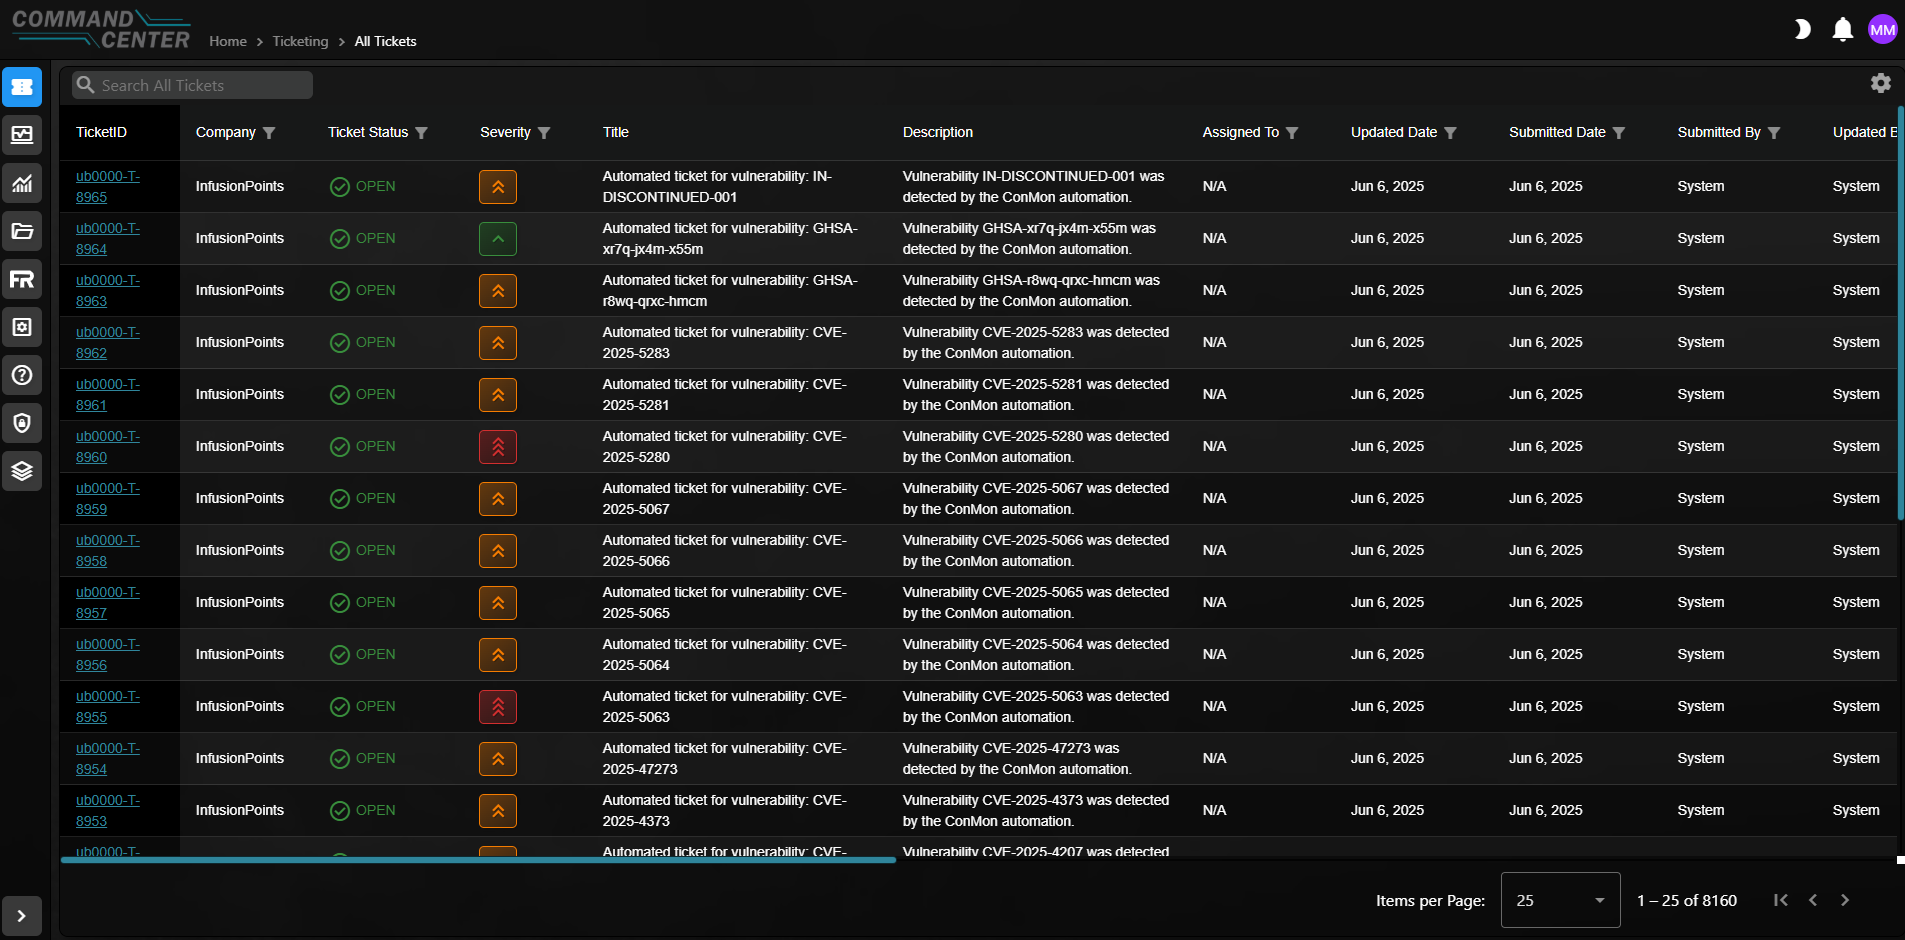 COMMAND CENTER
Home > Ticketing > All Tickets
MM
Search All Tickets
TicketID Company Ticket Status Severity Title Description Assigned To Updated Date Submitted Date Submitted By Updated B
ub0000-T- Automated ticket for vulnerability: IN- Vulnerability IN-DISCONTINUED-001 was
InfusionPoints OPEN N/A Jun 6, 2025 Jun 6, 2025 System System
8965 DISCONTINUED-001 detected by the ConMon automation.
ub0000-T- Automated ticket for vulnerability: GHSA- Vulnerability GHSA-xr7q-jx4m-x55m was
InfusionPoints OPEN N/A Jun 6, 2025 Jun 6, 2025 System System
8964 xr7q-jx4m-x55m detected by the ConMon automation.
ub0000-T- Automated ticket for vulnerability: GHSA- Vulnerability GHSA-r8wq-qrxc-hmcm was
InfusionPoints OPEN N/A Jun 6, 2025 Jun 6, 2025 System System
8963 r8wq-qrxc-hmcm detected by the ConMon automation.
ub0000-T- Automated ticket for vulnerability: CVE- Vulnerability CVE-2025-5283 was detected
InfusionPoints OPEN N/A Jun 6, 2025 Jun 6, 2025 System System
8962 2025-5283 by the ConMon automation.
ub0000-T- Automated ticket for vulnerability: CVE- Vulnerability CVE-2025-5281 was detected
InfusionPoints OPEN N/A Jun 6, 2025 Jun 6, 2025 System System
8961 2025-5281 by the ConMon automation.
ub0000-T- Automated ticket for vulnerability: CVE- Vulnerability CVE-2025-5280 was detected
InfusionPoints OPEN N/A Jun 6, 2025 Jun 6, 2025 System System
8960 2025-5280 by the ConMon automation.
ub0000-T- Automated ticket for vulnerability: CVE- Vulnerability CVE-2025-5067 was detected
InfusionPoints OPEN N/A Jun 6, 2025 Jun 6, 2025 System System
8959 2025-5067 by the ConMon automation.
ub0000-T- Automated ticket for vulnerability: CVE- Vulnerability CVE-2025-5066 was detected
InfusionPoints OPEN N/A Jun 6, 2025 Jun 6, 2025 System System
8958 2025-5066 by the ConMon automation.
ub0000-T- Automated ticket for vulnerability: CVE- Vulnerability CVE-2025-5065 was detected
InfusionPoints OPEN N/A Jun 6, 2025 Jun 6, 2025 System System
8957 2025-5065 by the ConMon automation.
ub0000-T- Automated ticket for vulnerability: CVE- Vulnerability CVE-2025-5064 was detected
InfusionPoints OPEN N/A Jun 6, 2025 Jun 6, 2025 System System
8956 2025-5064 by the ConMon automation.
ub0000-T- Automated ticket for vulnerability: CVE- Vulnerability CVE-2025-5063 was detected
InfusionPoints OPEN N/A Jun 6, 2025 Jun 6, 2025 System System
8955 2025-5063 by the ConMon automation.
ub0000-T- Automated ticket for vulnerability: CVE- Vulnerability CVE-2025-47273 was
InfusionPoints OPEN N/A Jun 6, 2025 Jun 6, 2025 System System
8954 2025-47273 detected by the ConMon automation.
ub0000-T- Automated ticket for vulnerability: CVE- Vulnerability CVE-2025-4373 was detected
InfusionPoints OPEN N/A Jun 6, 2025 Jun 6, 2025 System System
8953 2025-4373 by the ConMon automation.
ub0000-T- Automated ticket for vulnerability: CVE- Vulnerability CVE-2025-4207 was detected
FR
Items per Page: 25 1 – 25 of 8160